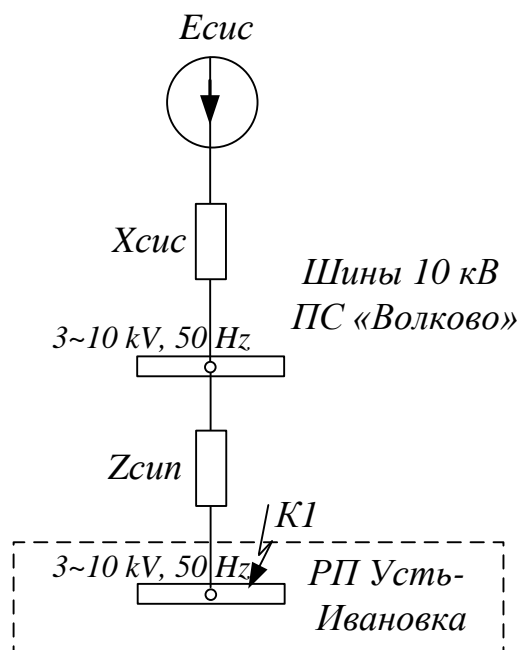 Eсис
Xсис
Шины 10 кВ
ПС «Волково»
3~10 kV, 50 Hz
Zсип
К1
3~10 kV, 50 Hz
РП Усть-
Ивановка